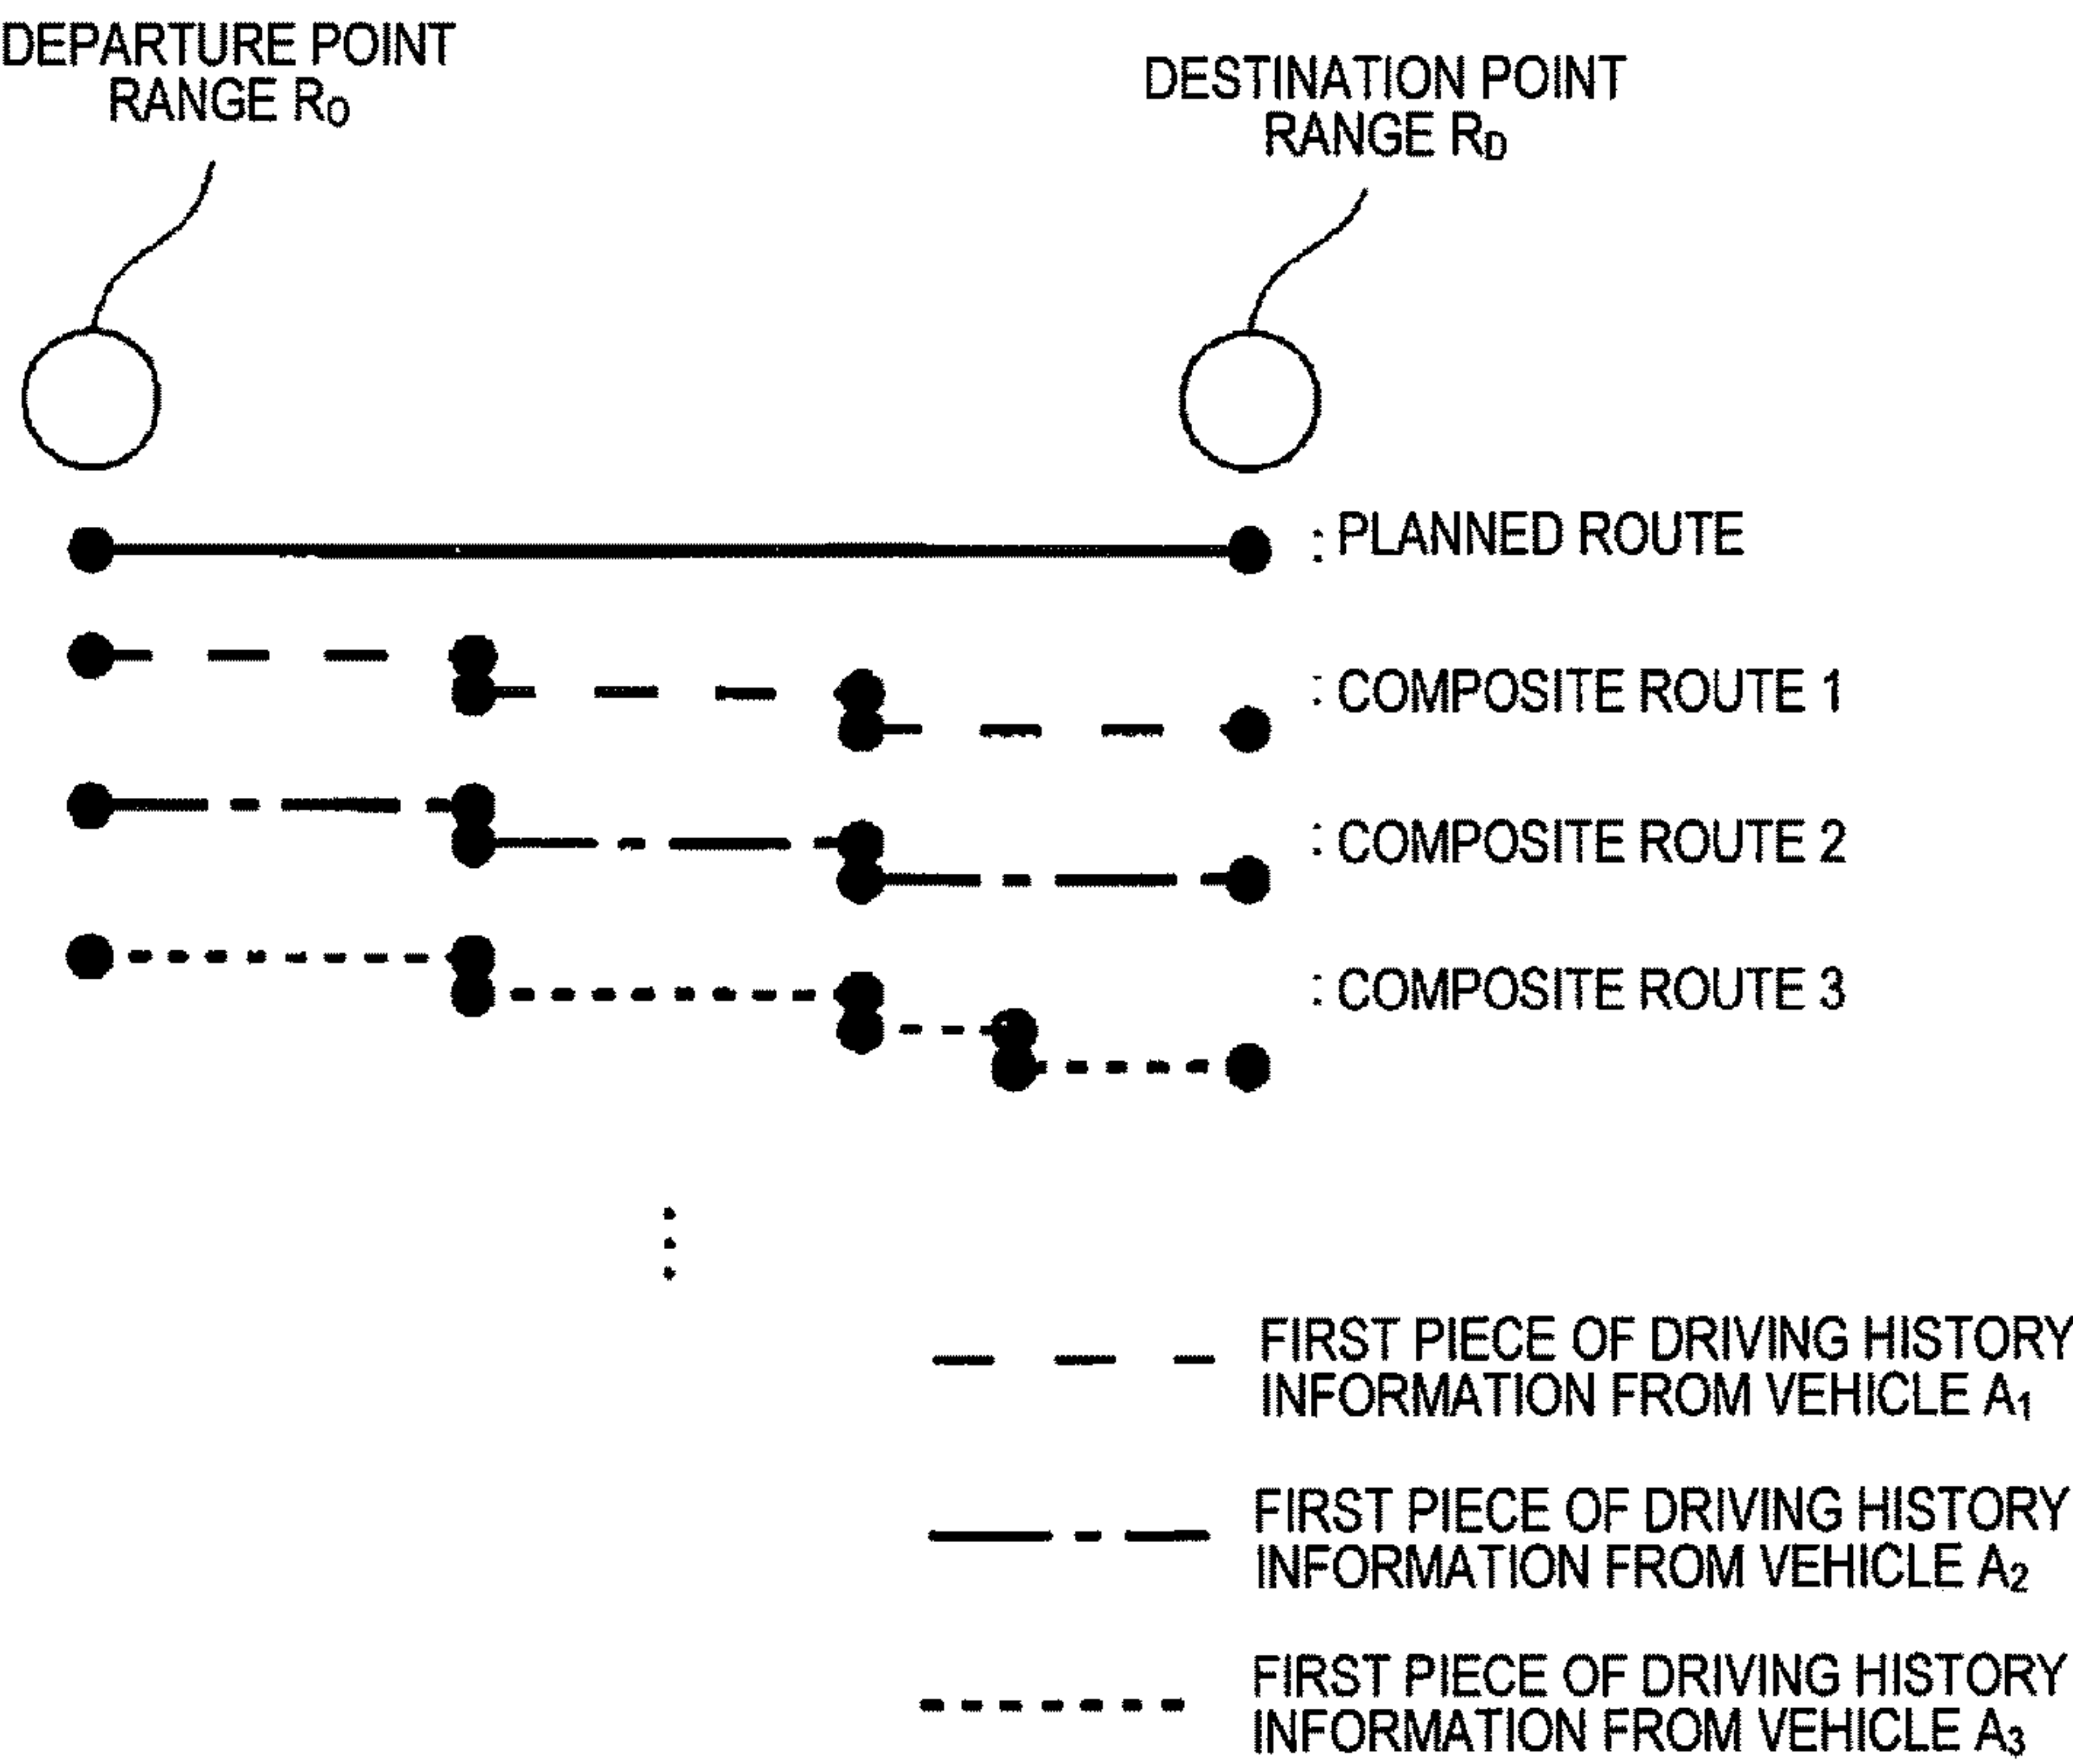 DEPARTURE POINT
RANGE R₀
DESTINATION POINT
RANGE R_D
: PLANNED ROUTE
: COMPOSITE ROUTE 1
: COMPOSITE ROUTE 2
: COMPOSITE ROUTE 3
FIRST PIECE OF DRIVING HISTORY
INFORMATION FROM VEHICLE A₁
FIRST PIECE OF DRIVING HISTORY
INFORMATION FROM VEHICLE A₂
FIRST PIECE OF DRIVING HISTORY
INFORMATION FROM VEHICLE A₃